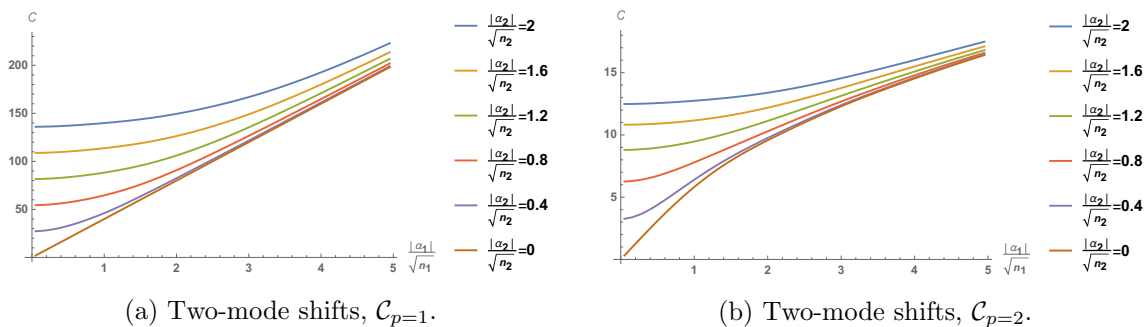 C
200
150
100
50
1
2
3
4
5
|α₁|/√n₁
|α₂|/√n₂=2
|α₂|/√n₂=1.6
|α₂|/√n₂=1.2
|α₂|/√n₂=0.8
|α₂|/√n₂=0.4
|α₂|/√n₂=0
(a) Two-mode shifts, 𝒞ₚ₌₁.
C
15
10
5
1
2
3
4
5
|α₁|/√n₁
|α₂|/√n₂=2
|α₂|/√n₂=1.6
|α₂|/√n₂=1.2
|α₂|/√n₂=0.8
|α₂|/√n₂=0.4
|α₂|/√n₂=0
(b) Two-mode shifts, 𝒞ₚ₌₂.